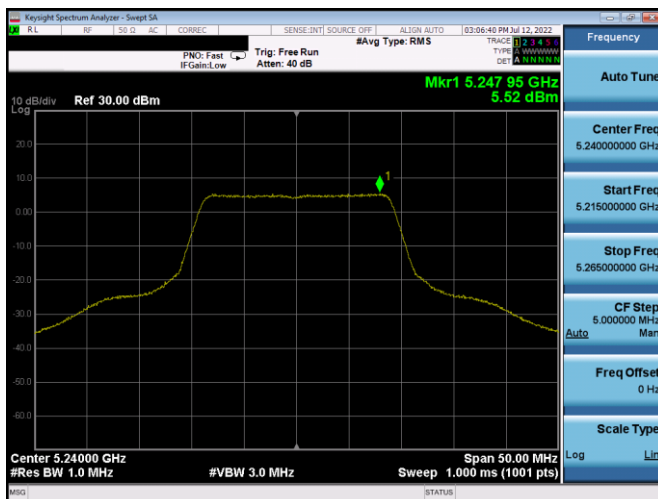 Keysight Spectrum Analyzer - Swept SA
RL RF 50 Ω AC CORREC SENSE:INT SOURCE OFF ALIGN AUTO 03:06:40 PM Jul 12, 2022
#Avg Type: RMS
TRACE 1 2 3 4 5 6
TYPE A WWWWW
DET A N N N N N
PNO: Fast Trig: Free Run
IFGain:Low Atten: 40 dB
Mkr1 5.247 95 GHz
5.52 dBm
10 dB/div Ref 30.00 dBm
Log
20.0
10.0
1
0.00
-10.0
-20.0
-30.0
-40.0
-50.0
-60.0
Center 5.24000 GHz Span 50.00 MHz
#Res BW 1.0 MHz #VBW 3.0 MHz Sweep 1.000 ms (1001 pts)
MSG STATUS
Frequency
Auto Tune
Center Freq
5.240000000 GHz
Start Freq
5.215000000 GHz
Stop Freq
5.265000000 GHz
CF Step
5.000000 MHz
Auto Man
Freq Offset
0 Hz
Scale Type
Log Lin